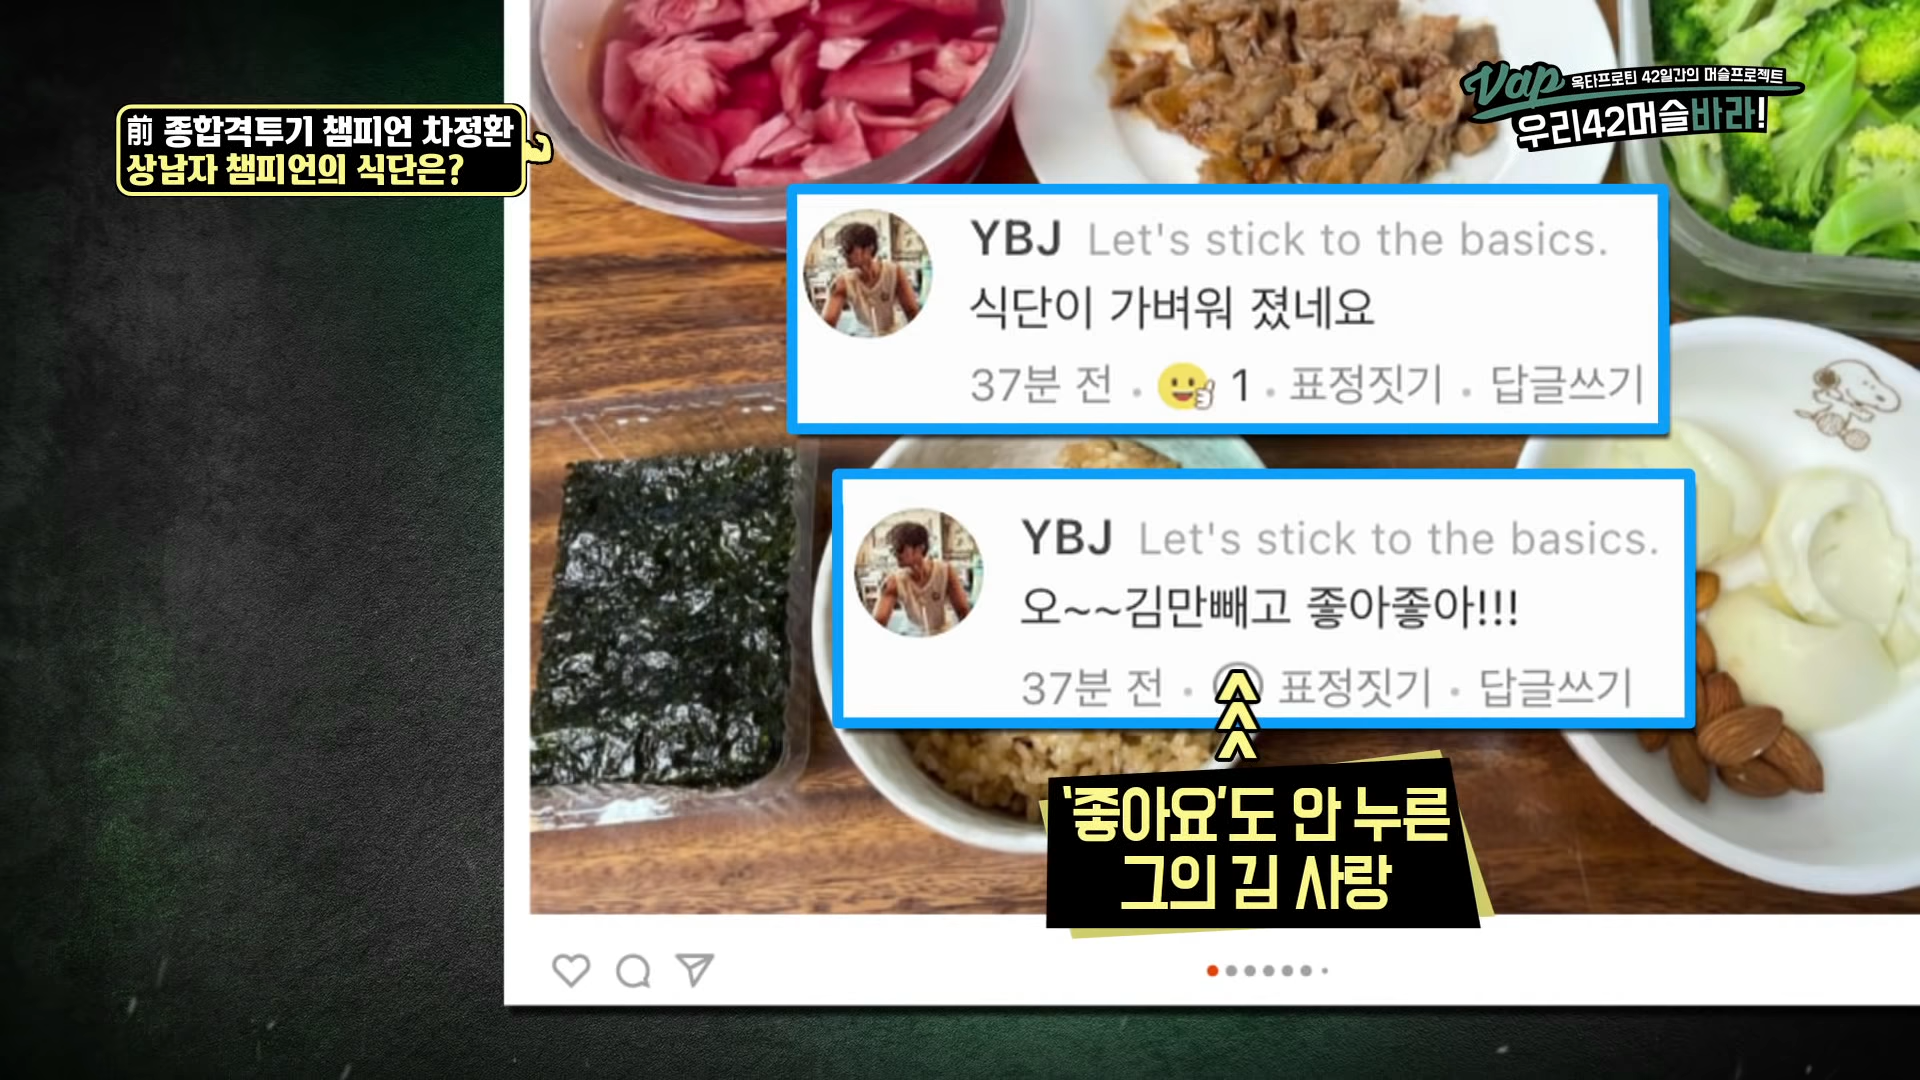 前 종합격투기 챔피언 차정환
상남자 챔피언의 식단은?
Vap 옥타프로틴 42일간의 머슬프로젝트
우리42머슬바라!
YBJ Let's stick to the basics.
식단이 가벼워 졌네요
37분 전 · 1 · 표정짓기 · 답글쓰기
YBJ Let's stick to the basics.
오~~김만빼고 좋아좋아!!!
37분 전 · 표정짓기 · 답글쓰기
‘좋아요’도 안 누른
그의 김 사랑